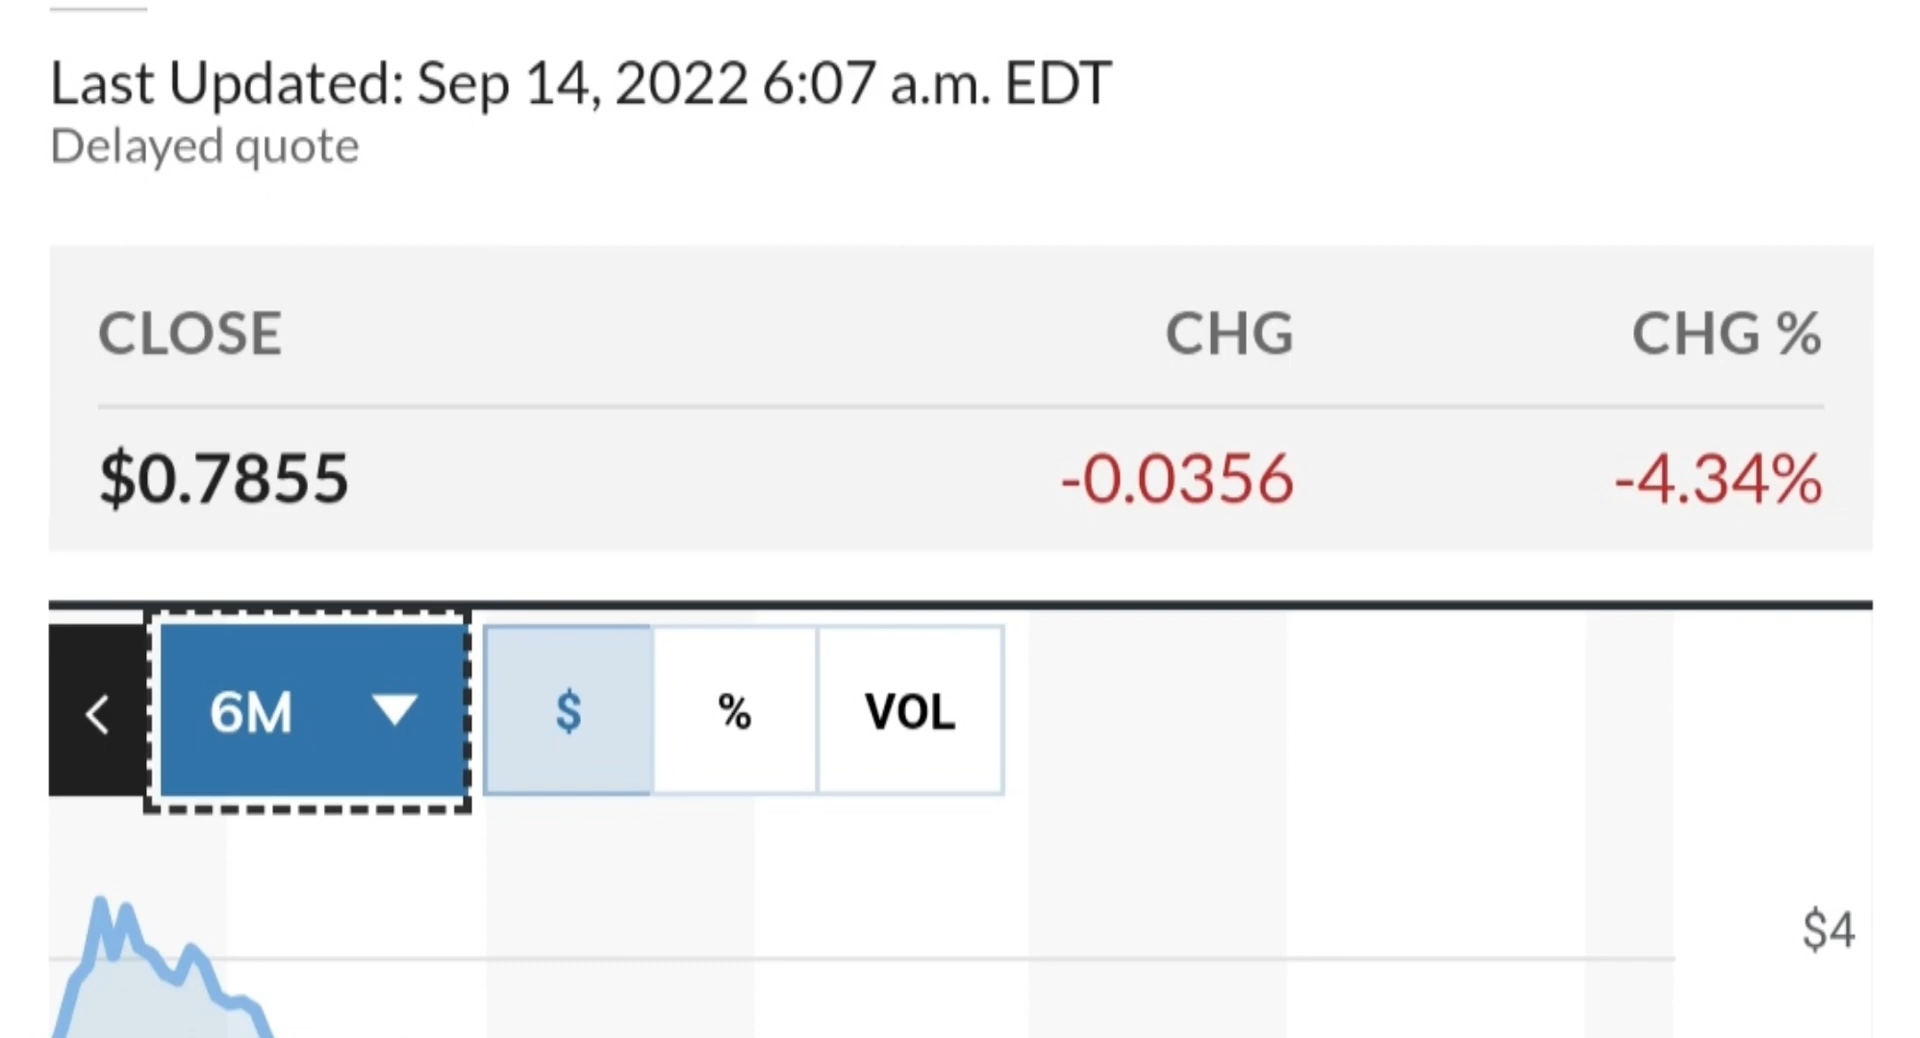 Last Updated: Sep 14, 2022 6:07 a.m. EDT
Delayed quote
CLOSE CHG CHG %
$0.7855 -0.0356 -4.34%
6M $ % VOL
$4